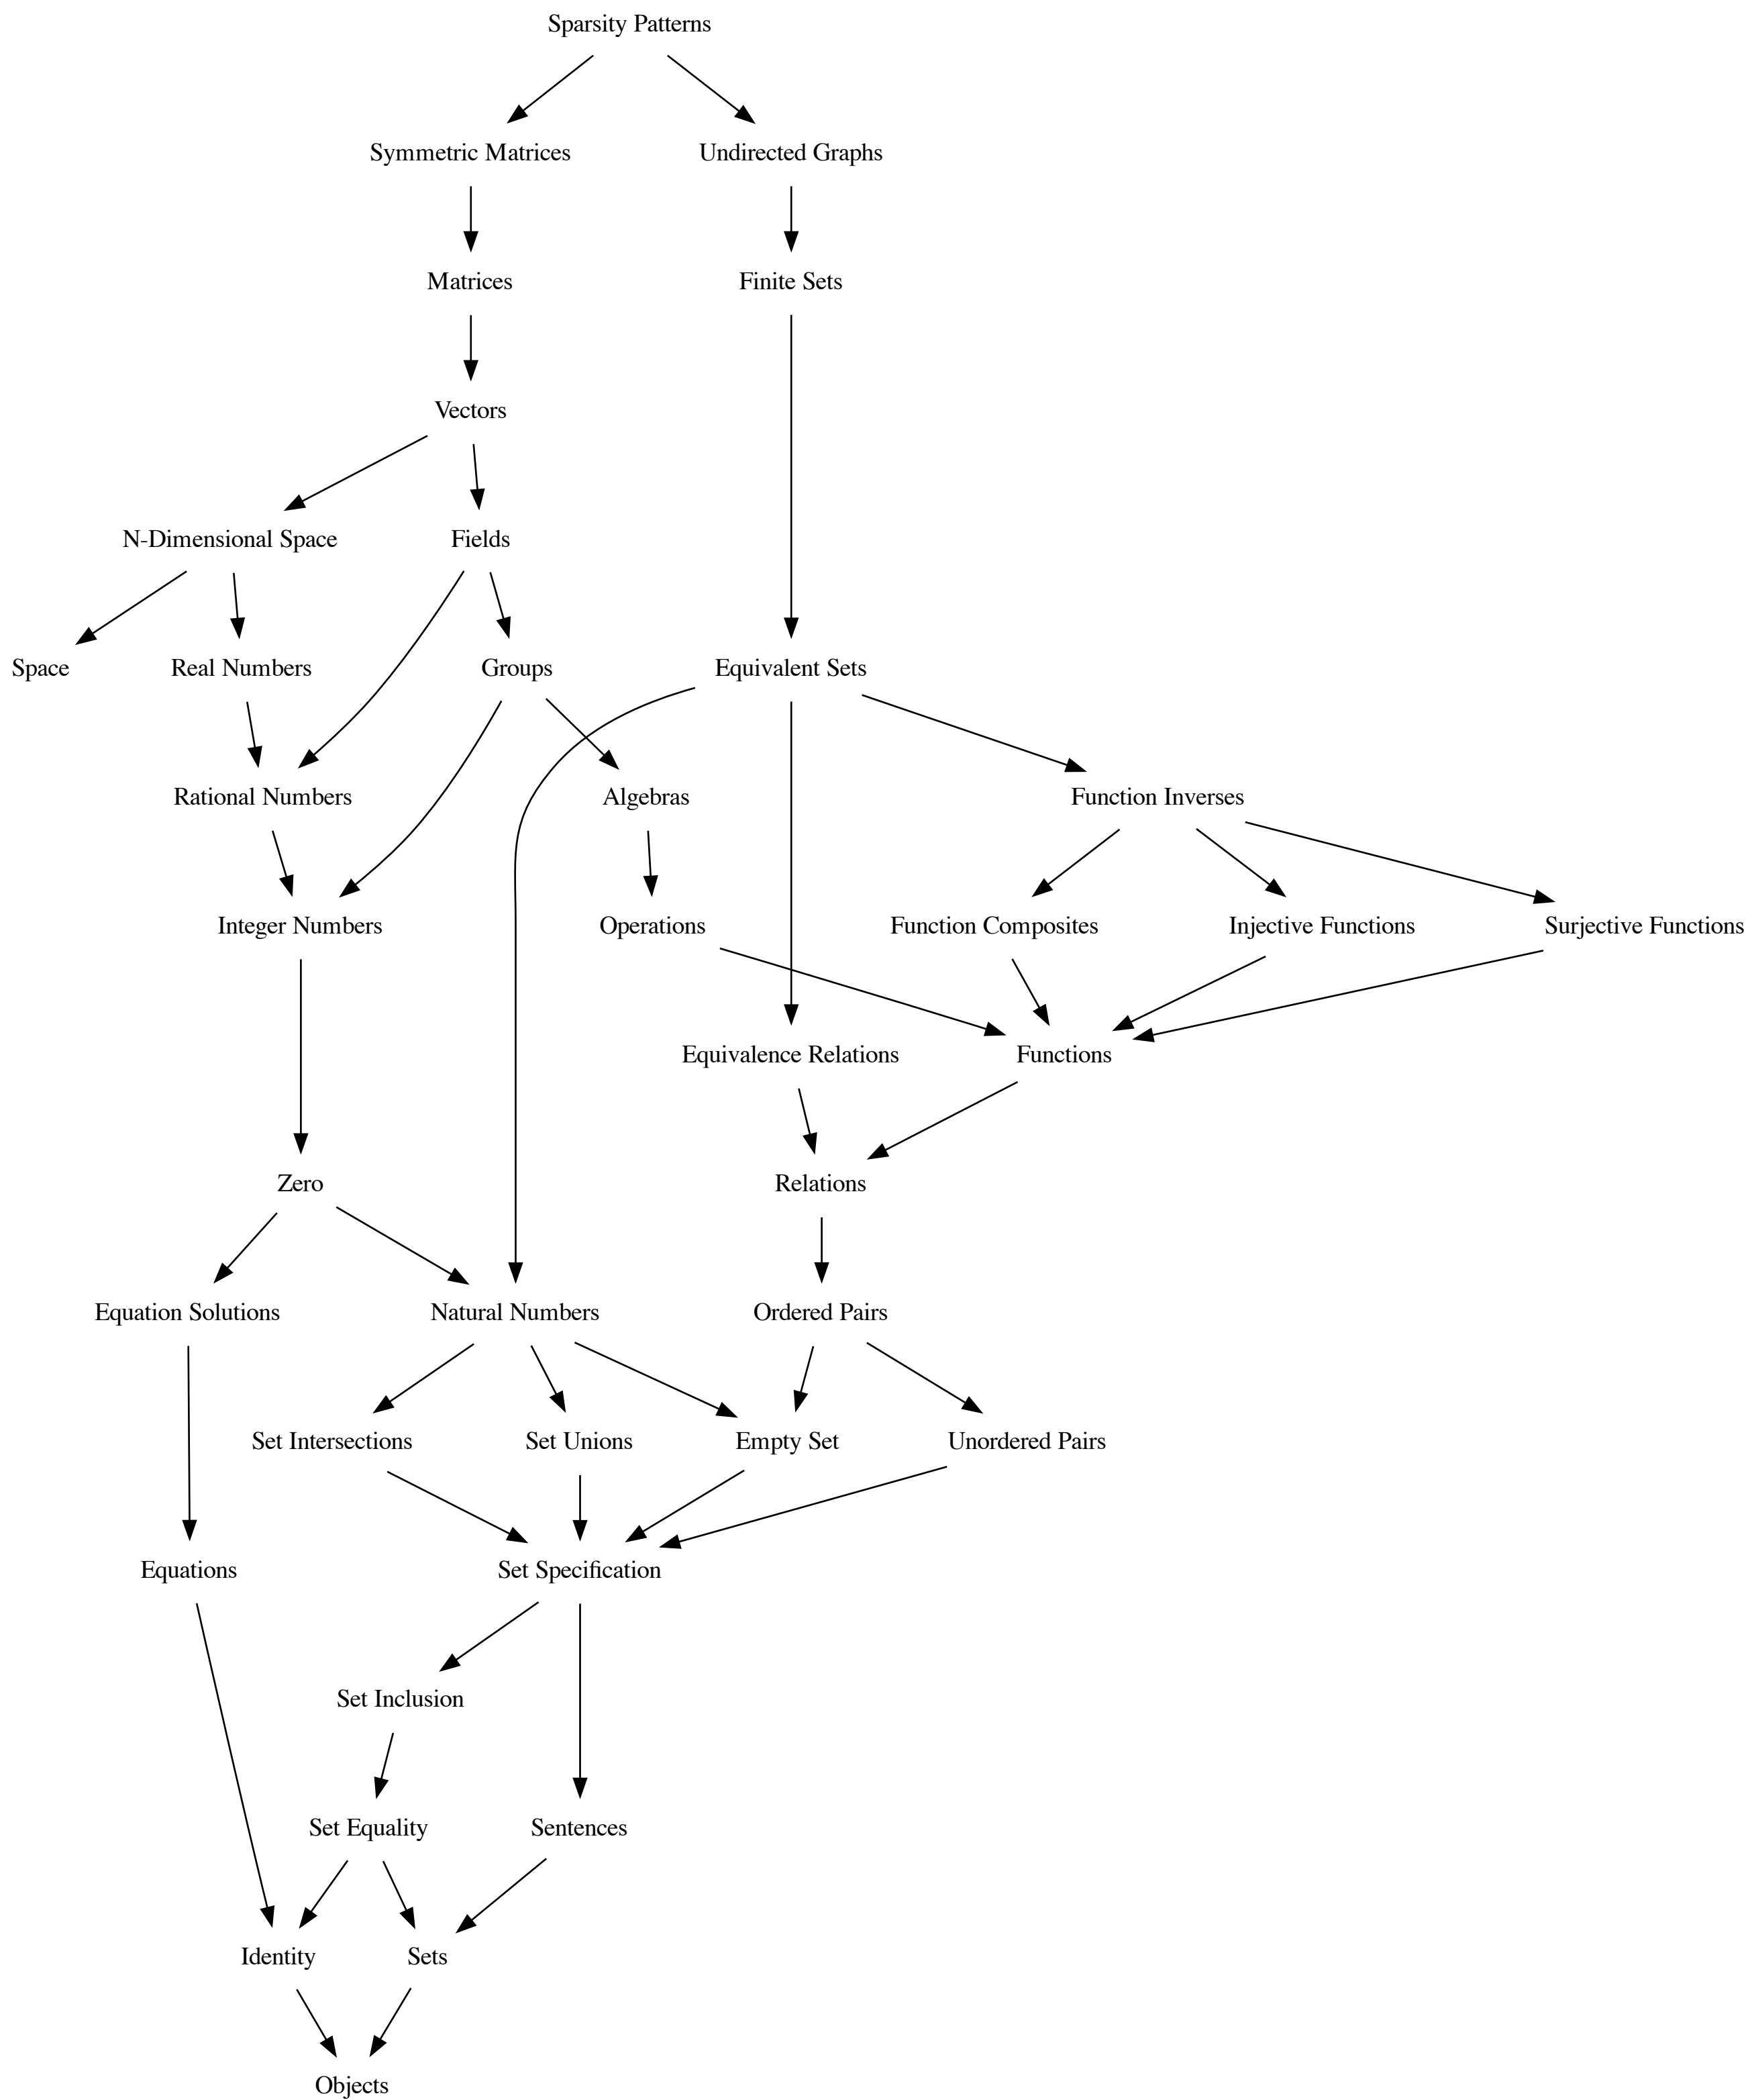 Sparsity Patterns
Symmetric Matrices
Undirected Graphs
Matrices
Finite Sets
Vectors
N-Dimensional Space
Fields
Space
Real Numbers
Groups
Equivalent Sets
Rational Numbers
Algebras
Function Inverses
Integer Numbers
Operations
Function Composites
Injective Functions
Surjective Functions
Equivalence Relations
Functions
Zero
Relations
Equation Solutions
Natural Numbers
Ordered Pairs
Set Intersections
Set Unions
Empty Set
Unordered Pairs
Equations
Set Specification
Set Inclusion
Set Equality
Sentences
Identity
Sets
Objects